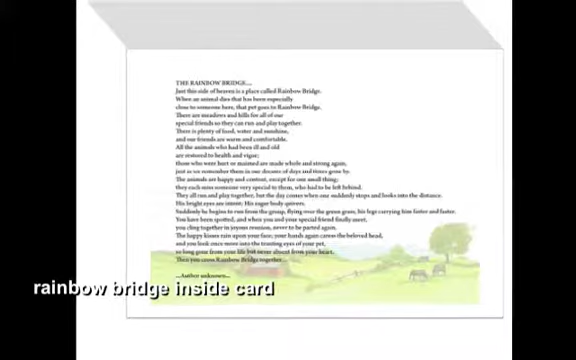 THE RAINBOW BRIDGE....
Just this side of heaven is a place called Rainbow Bridge.
When an animal dies that has been especially
close to someone here, that pet goes to Rainbow Bridge.
There are meadows and hills for all of our
special friends so they can run and play together.
There is plenty of food, water and sunshine,
and our friends are warm and comfortable.
All the animals who had been ill and old
are restored to health and vigor;
those who were hurt or maimed are made whole and strong again,
just as we remember them in our dreams of days and times gone by.
The animals are happy and content, except for one small thing;
they each miss someone very special to them, who had to be left behind.
They all run and play together, but the day comes when one suddenly stops and looks into the distance.
His bright eyes are intent; His eager body quivers.
Suddenly he begins to run from the group, flying over the green grass, his legs carrying him faster and faster.
You have been spotted, and when you and your special friend finally meet,
you cling together in joyous reunion, never to be parted again.
The happy kisses rain upon your face; your hands again caress the beloved head,
and you look once more into the trusting eyes of your pet,
so long gone from your life but never absent from your heart.
Then you cross Rainbow Bridge together....
...Author unknown...
rainbow bridge inside card